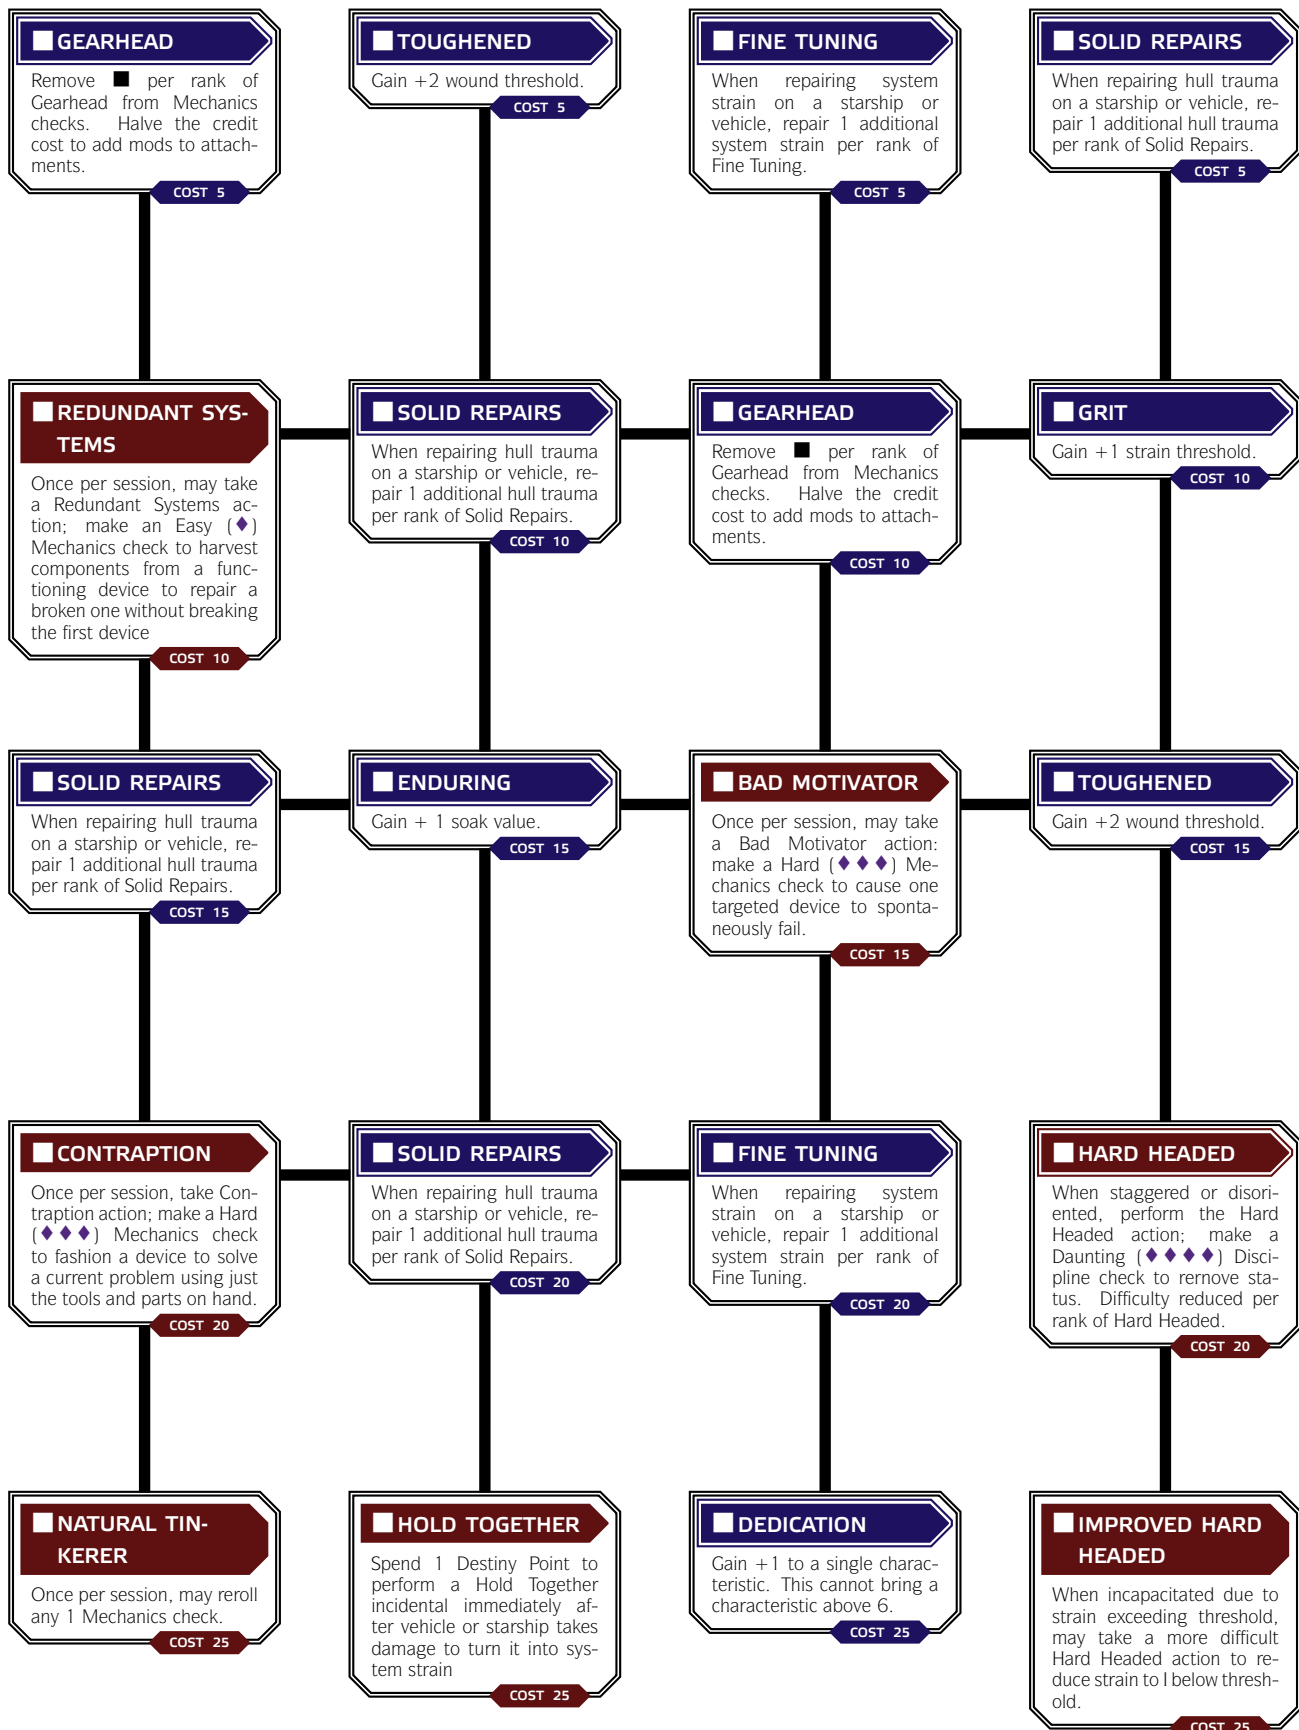 GEARHEAD
Remove ■ per rank of
Gearhead from Mechanics
checks. Halve the credit
cost to add mods to attach-
ments.
COST 5
TOUGHENED
Gain +2 wound threshold.
COST 5
FINE TUNING
When repairing system
strain on a starship or
vehicle, repair 1 additional
system strain per rank of
Fine Tuning.
COST 5
SOLID REPAIRS
When repairing hull trauma
on a starship or vehicle, re-
pair 1 additional hull trauma
per rank of Solid Repairs.
COST 5
REDUNDANT SYS-
TEMS
Once per session, may take
a Redundant Systems ac-
tion; make an Easy (♦)
Mechanics check to harvest
components from a func-
tioning device to repair a
broken one without breaking
the first device
COST 10
SOLID REPAIRS
When repairing hull trauma
on a starship or vehicle, re-
pair 1 additional hull trauma
per rank of Solid Repairs.
COST 10
GEARHEAD
Remove ■ per rank of
Gearhead from Mechanics
checks. Halve the credit
cost to add mods to attach-
ments.
COST 10
GRIT
Gain +1 strain threshold.
COST 10
SOLID REPAIRS
When repairing hull trauma
on a starship or vehicle, re-
pair 1 additional hull trauma
per rank of Solid Repairs.
COST 15
ENDURING
Gain + 1 soak value.
COST 15
BAD MOTIVATOR
Once per session, may take
a Bad Motivator action:
make a Hard (♦♦♦) Me-
chanics check to cause one
targeted device to sponta-
neously fail.
COST 15
TOUGHENED
Gain +2 wound threshold.
COST 15
CONTRAPTION
Once per session, take Con-
traption action; make a Hard
(♦♦♦) Mechanics check
to fashion a device to solve
a current problem using just
the tools and parts on hand.
COST 20
SOLID REPAIRS
When repairing hull trauma
on a starship or vehicle, re-
pair 1 additional hull trauma
per rank of Solid Repairs.
COST 20
FINE TUNING
When repairing system
strain on a starship or
vehicle, repair 1 additional
system strain per rank of
Fine Tuning.
COST 20
HARD HEADED
When staggered or disori-
ented, perform the Hard
Headed action; make a
Daunting (♦♦♦♦) Disci-
pline check to rernove sta-
tus. Difficulty reduced per
rank of Hard Headed.
COST 20
NATURAL TIN-
KERER
Once per session, may reroll
any 1 Mechanics check.
COST 25
HOLD TOGETHER
Spend 1 Destiny Point to
perform a Hold Together
incidental immediately af-
ter vehicle or starship takes
damage to turn it into sys-
tem strain
COST 25
DEDICATION
Gain +1 to a single charac-
teristic. This cannot bring a
characteristic above 6.
COST 25
IMPROVED HARD
HEADED
When incapacitated due to
strain exceeding threshold,
may take a more difficult
Hard Headed action to re-
duce strain to l below thresh-
old.
COST 25